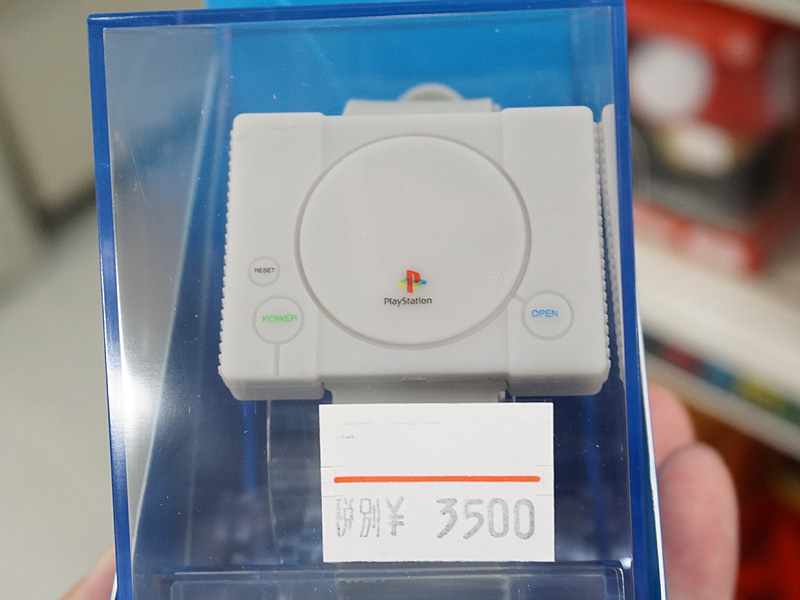 RESET
POWER
PlayStation
OPEN
税別¥ 3500